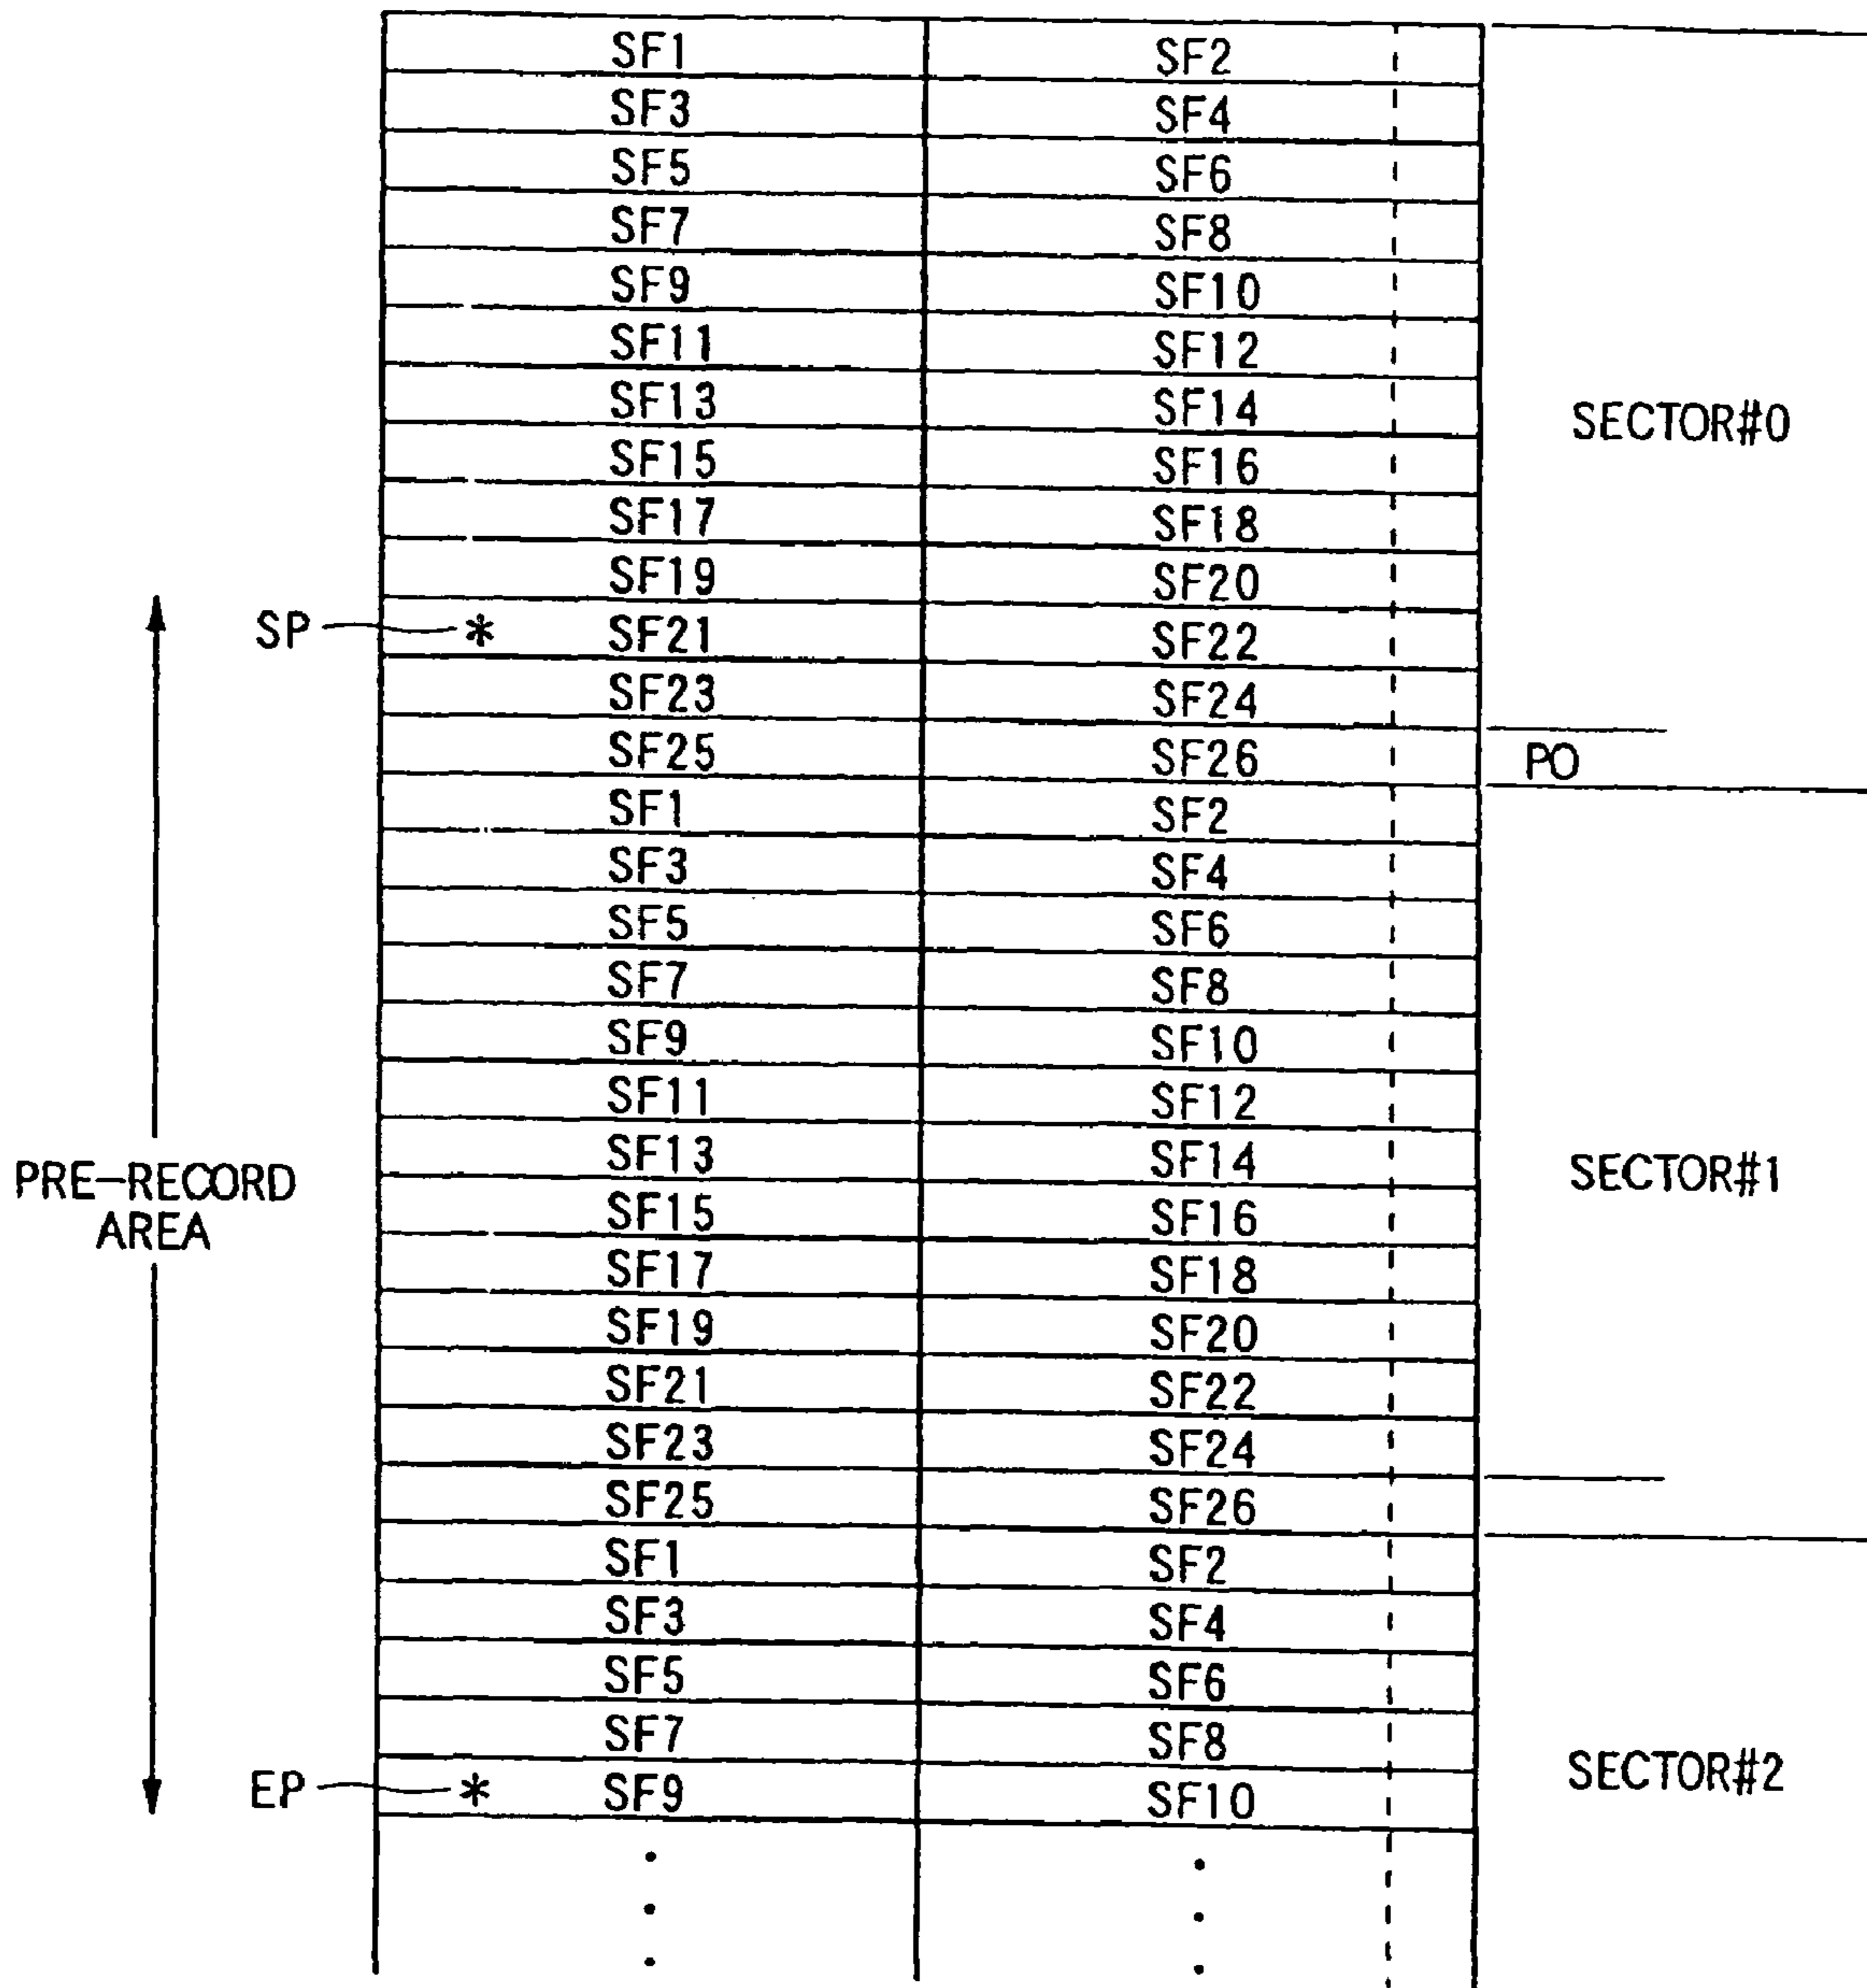 SF1 SF2
SF3 SF4
SF5 SF6
SF7 SF8
SF9 SF10
SF11 SF12
SF13 SF14 SECTOR#0
SF15 SF16
SF17 SF18
SF19 SF20
SP * SF21 SF22
SF23 SF24
SF25 SF26 PO
SF1 SF2
SF3 SF4
SF5 SF6
SF7 SF8
SF9 SF10
SF11 SF12
SF13 SF14 SECTOR#1
PRE-RECORD
AREA
SF15 SF16
SF17 SF18
SF19 SF20
SF21 SF22
SF23 SF24
SF25 SF26
SF1 SF2
SF3 SF4
SF5 SF6
SF7 SF8 SECTOR#2
EP * SF9 SF10